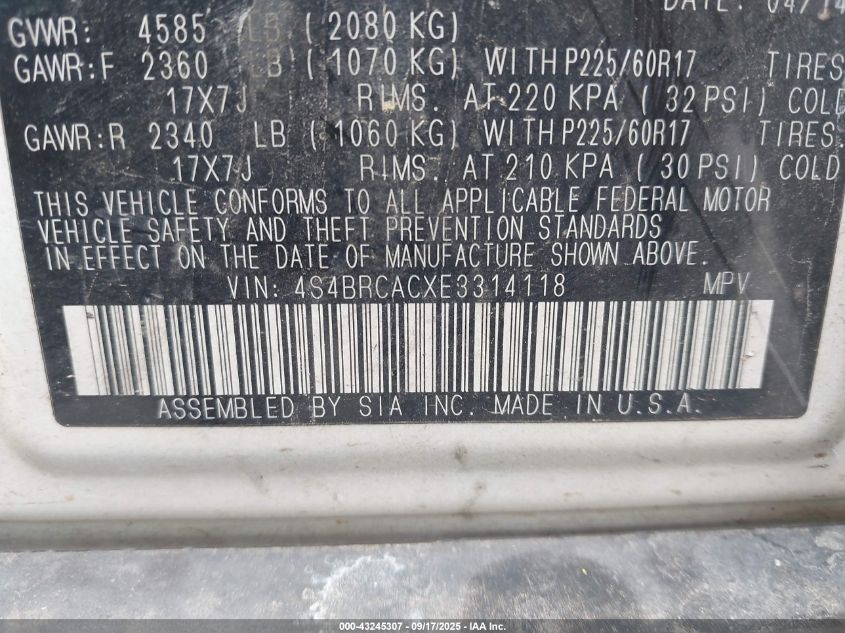 DATE: 04/14
GVWR: 4585 LB ( 2080 KG)
GAWR:F 2360 LB ( 1070 KG) WITH P225/60R17 TIRES
17X7J RIMS. AT 220 KPA ( 32 PSI) COLD
GAWR:R 2340 LB ( 1060 KG) WITH P225/60R17 TIRES.
17X7J RIMS. AT 210 KPA ( 30 PSI) COLD
THIS VEHICLE CONFORMS TO ALL APPLICABLE FEDERAL MOTOR
VEHICLE SAFETY AND THEFT PREVENTION STANDARDS
IN EFFECT ON THE DATE OF MANUFACTURE SHOWN ABOVE.
VIN: 4S4BRCACXE3314118 MPV
ASSEMBLED BY SIA INC. MADE IN U.S.A.
000-43245307 - 09/17/2025 - IAA Inc.